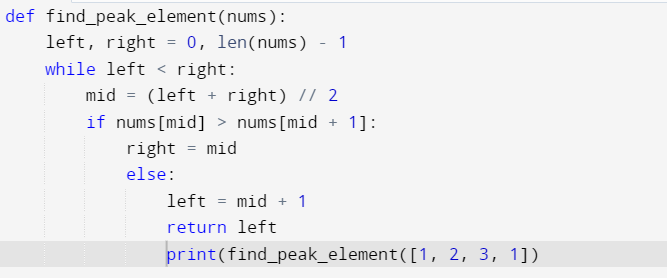 def find_peak_element(nums):
    left, right = 0, len(nums) - 1
    while left < right:
        mid = (left + right) // 2
        if nums[mid] > nums[mid + 1]:
            right = mid
            else:
                left = mid + 1
                return left
                print(find_peak_element([1, 2, 3, 1])